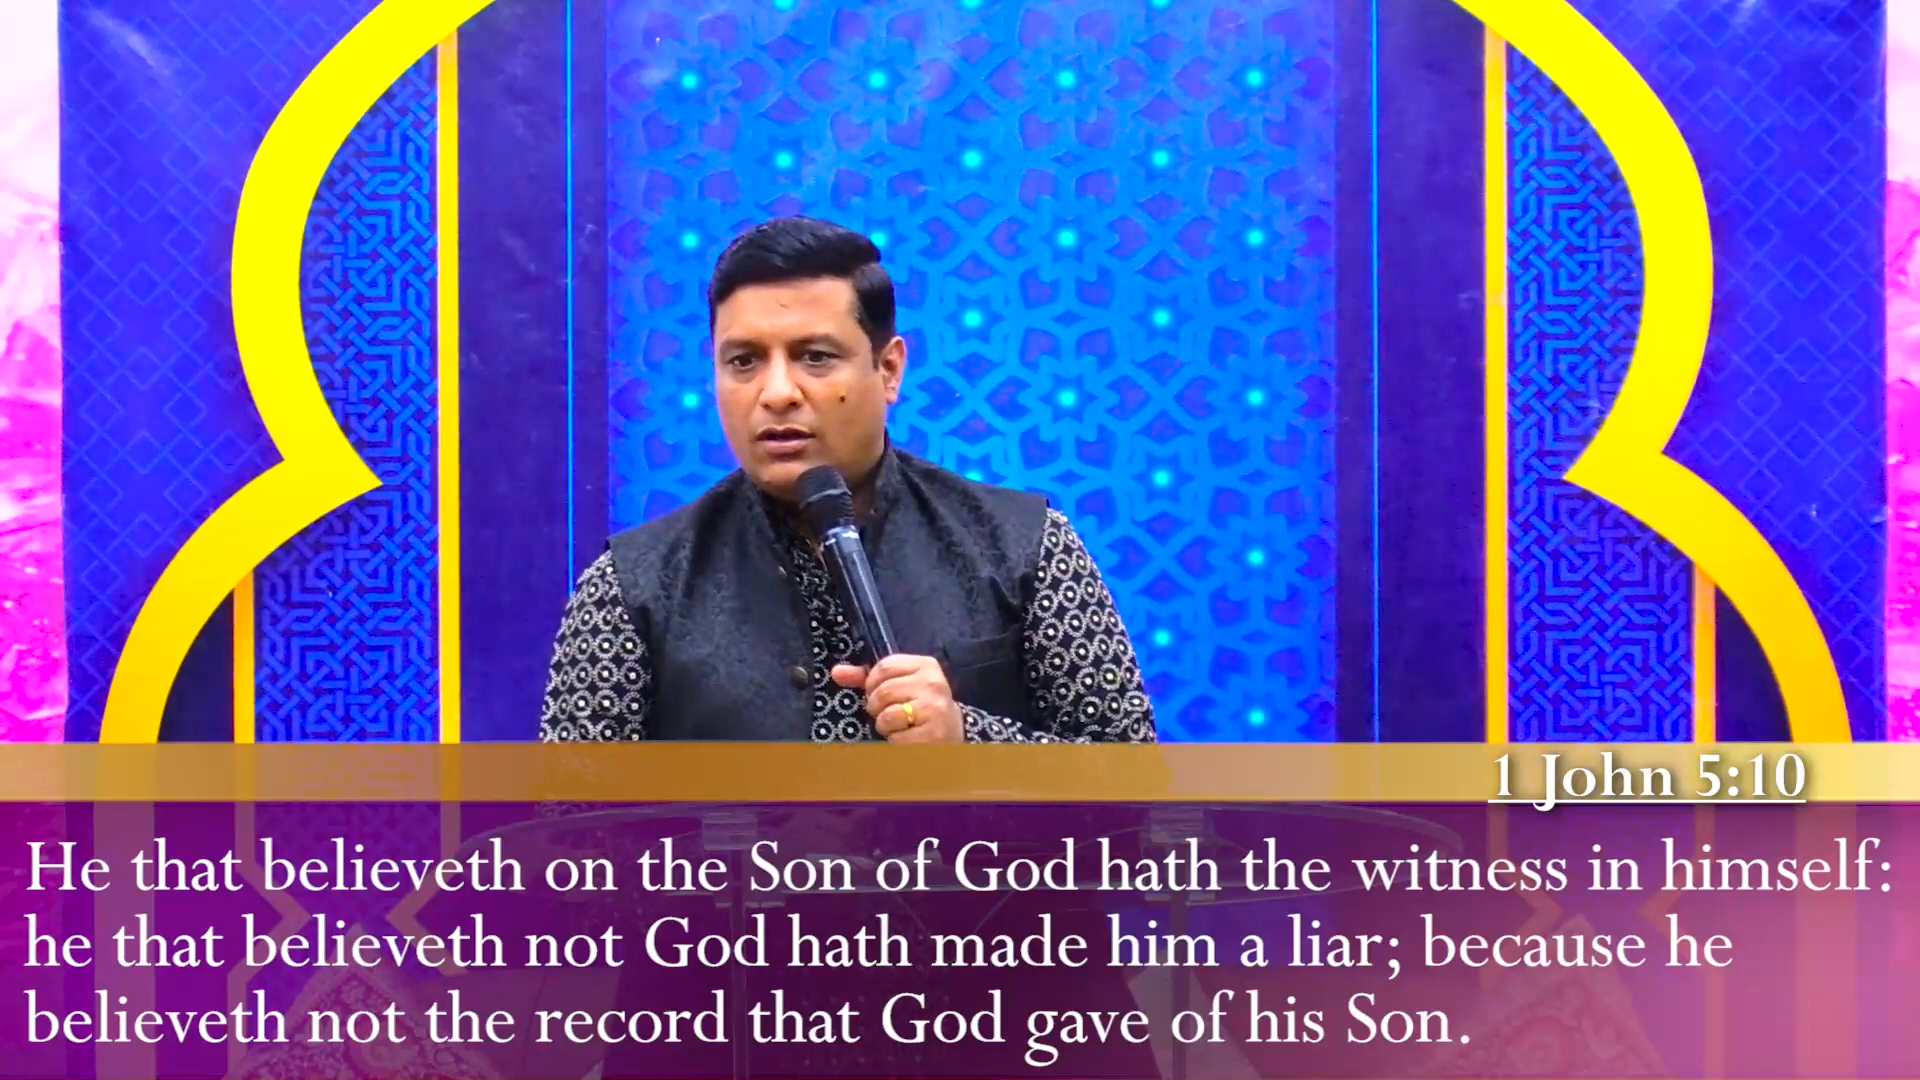 1 John 5:10
He that believeth on the Son of God hath the witness in himself:
he that believeth not God hath made him a liar; because he
believeth not the record that God gave of his Son.